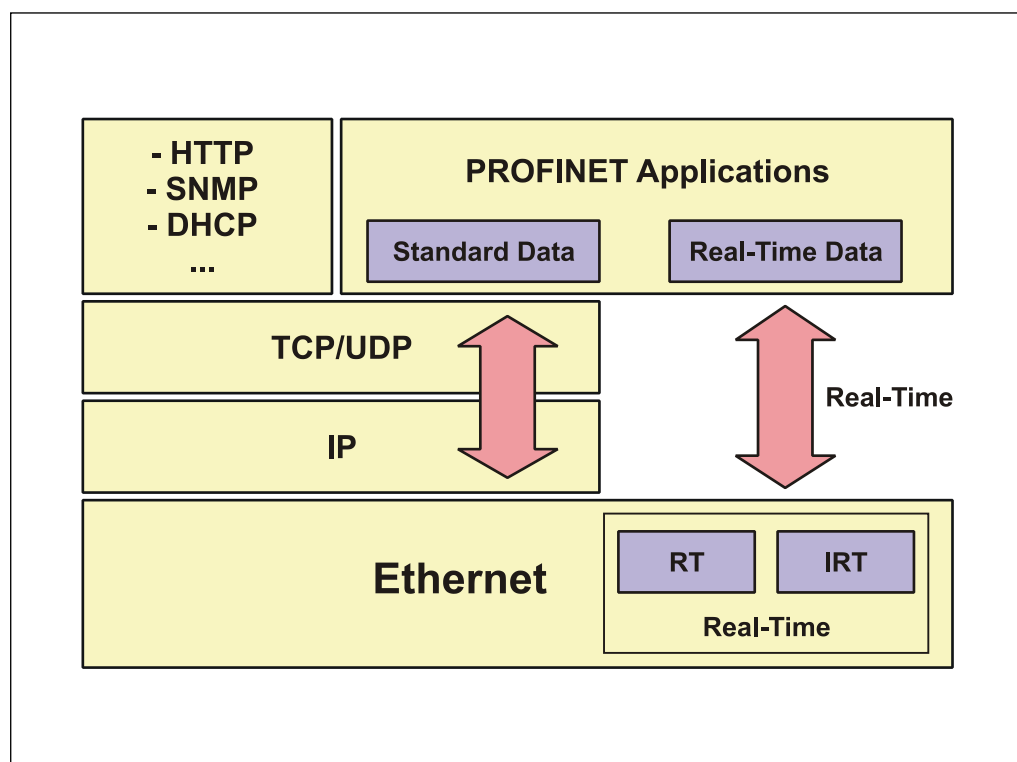 - HTTP
- SNMP
- DHCP
...
PROFINET Applications
Standard Data
Real-Time Data
TCP/UDP
Real-Time
IP
Ethernet
RT
IRT
Real-Time